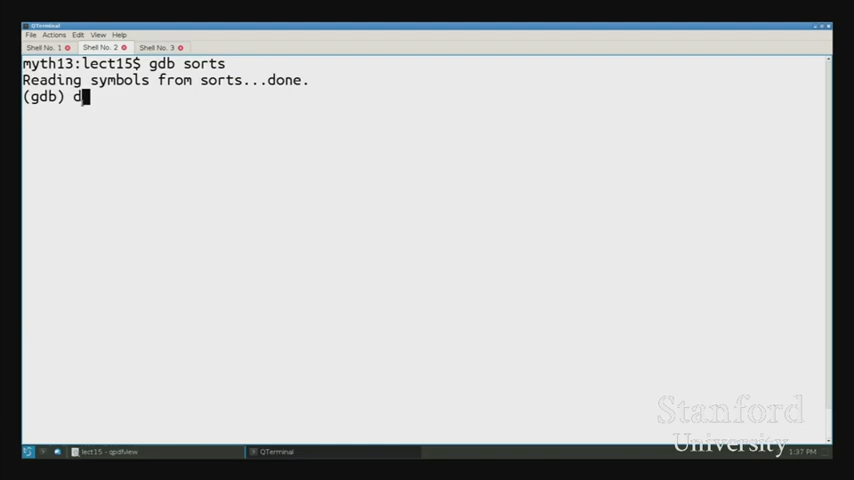 QTerminal
File Actions Edit View Help
Shell No. 1 Shell No. 2 Shell No. 3
myth13:lect15$ gdb sorts
Reading symbols from sorts...done.
(gdb) d
Stanford
University
lect15 - qpdfview QTerminal 1:37 PM